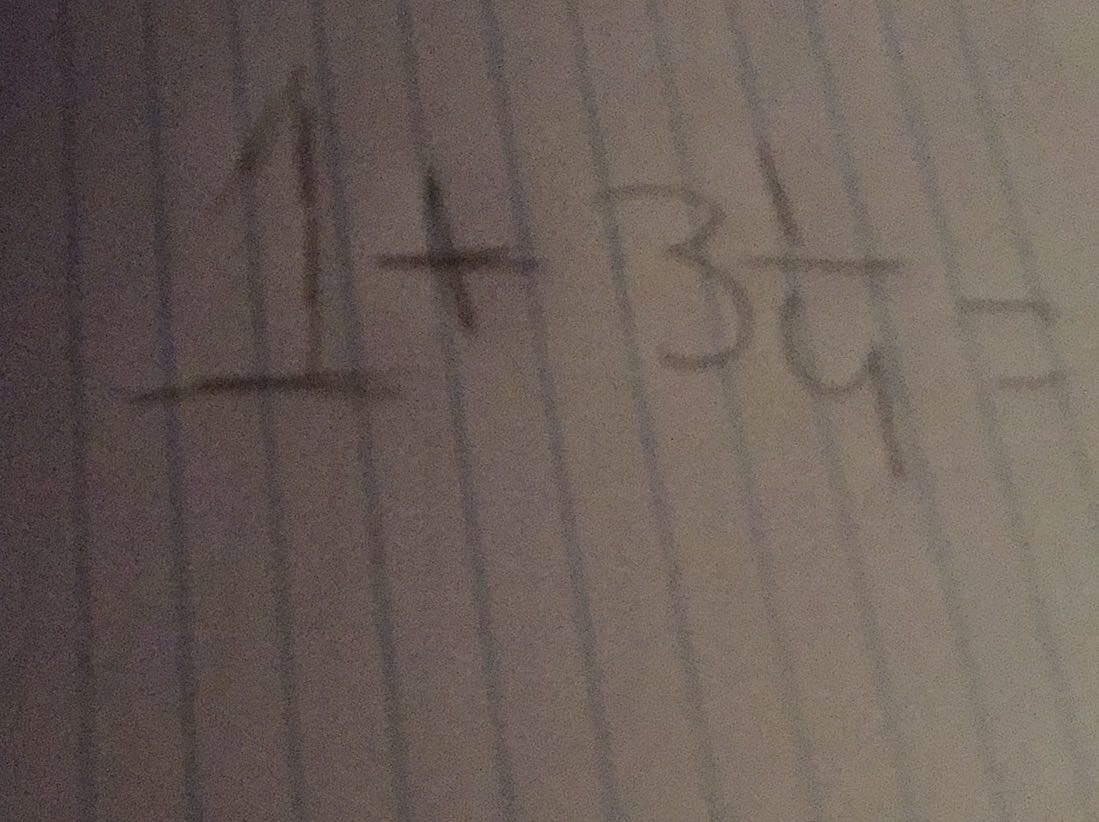 1 + 3 1/4 =